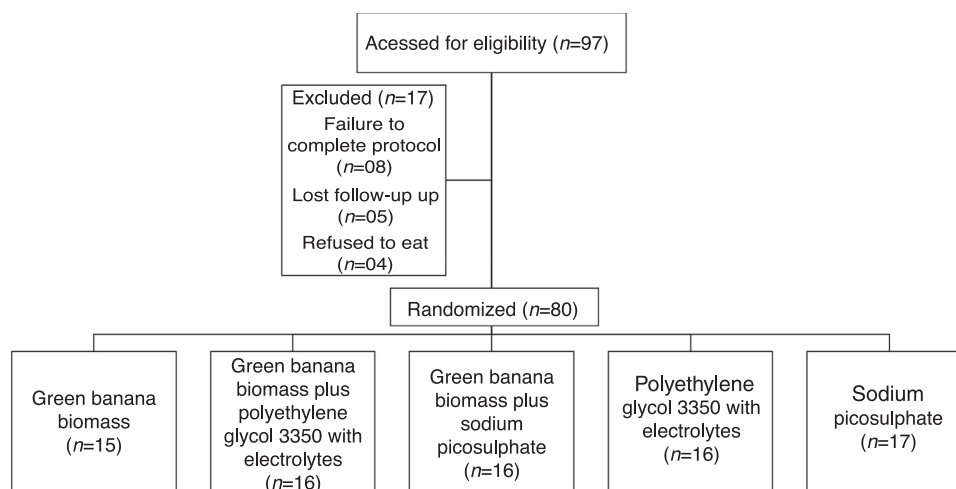 Acessed for eligibility (n=97)
Excluded (n=17)
Failure to
complete protocol
(n=08)
Lost follow-up up
(n=05)
Refused to eat
(n=04)
Randomized (n=80)
Green banana
biomass
(n=15)
Green banana
biomass plus
polyethylene
glycol 3350 with
electrolytes
(n=16)
Green banana
biomass plus
sodium
picosulphate
(n=16)
Polyethylene
glycol 3350 with
electrolytes
(n=16)
Sodium
picosulphate
(n=17)